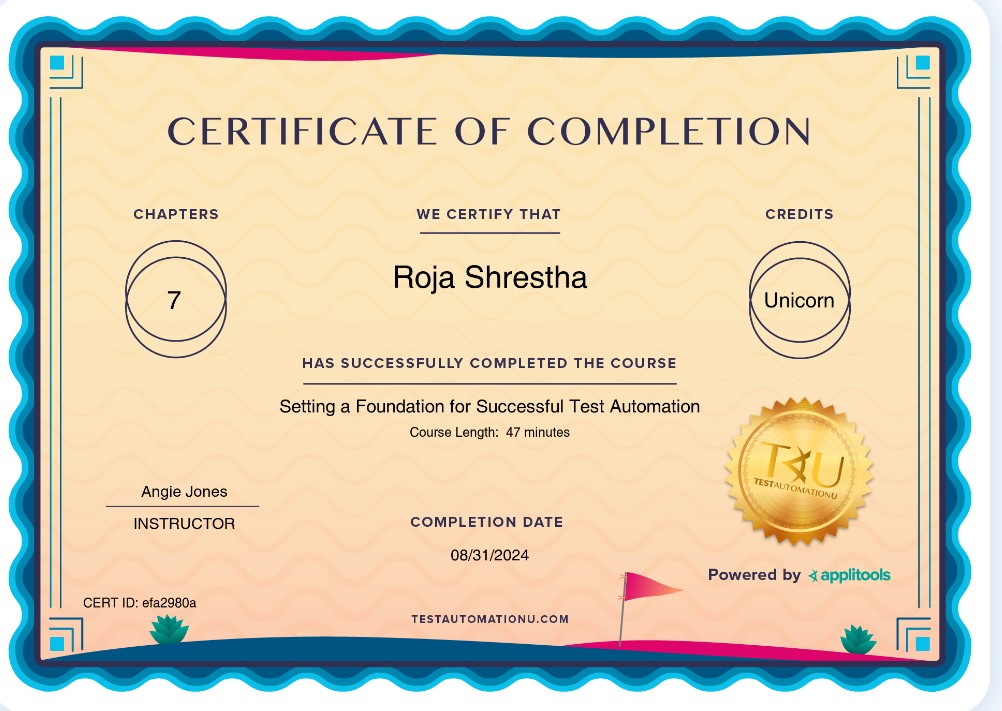 CERTIFICATE OF COMPLETION
CHAPTERS
7
WE CERTIFY THAT
Roja Shrestha
CREDITS
Unicorn
HAS SUCCESSFULLY COMPLETED THE COURSE
Setting a Foundation for Successful Test Automation
Course Length: 47 minutes
TAU
TESTAUTOMATIONU
Angie Jones
INSTRUCTOR
COMPLETION DATE
08/31/2024
Powered by applitools
CERT ID: efa2980a
TESTAUTOMATIONU.COM